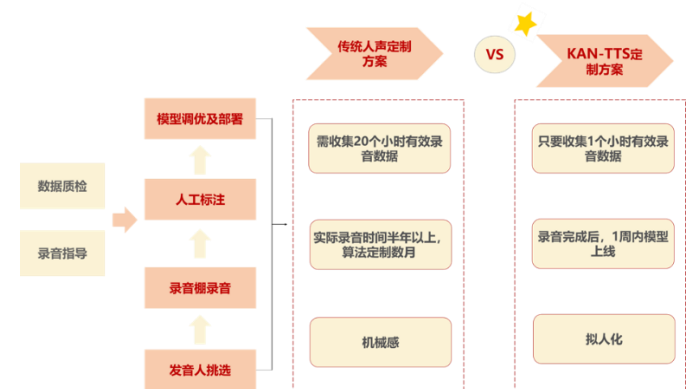 传统人声定制
方案
VS
KAN-TTS定
制方案
模型调优及部署
人工标注
录音棚录音
发音人挑选
数据质检
录音指导
需收集20个小时有效录
音数据
实际录音时间半年以上，
算法定制数月
机械感
只要收集1个小时有效录
音数据
录音完成后，1周内模型
上线
拟人化